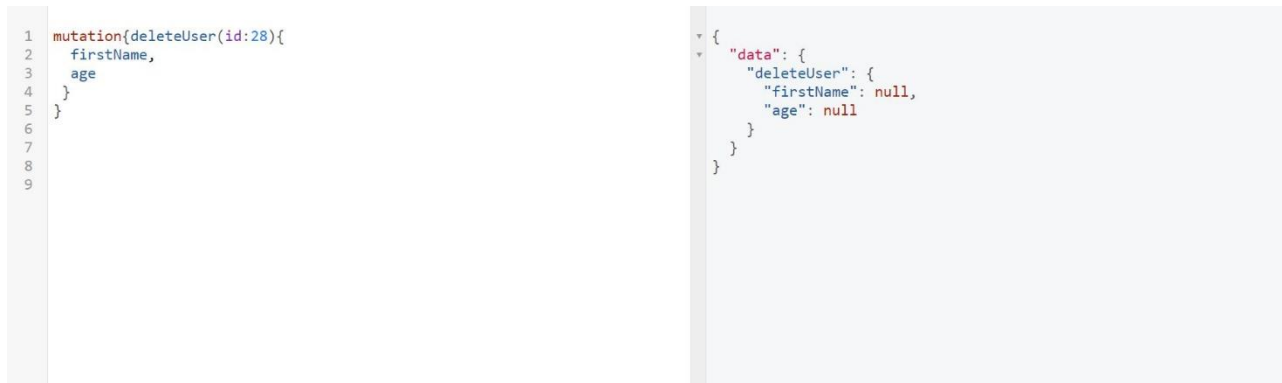 1 mutation{deleteUser(id:28){
2 firstName,
3 age
4 }
5 }
6
7
8
9
{
"data": {
"deleteUser": {
"firstName": null,
"age": null
}
}
}